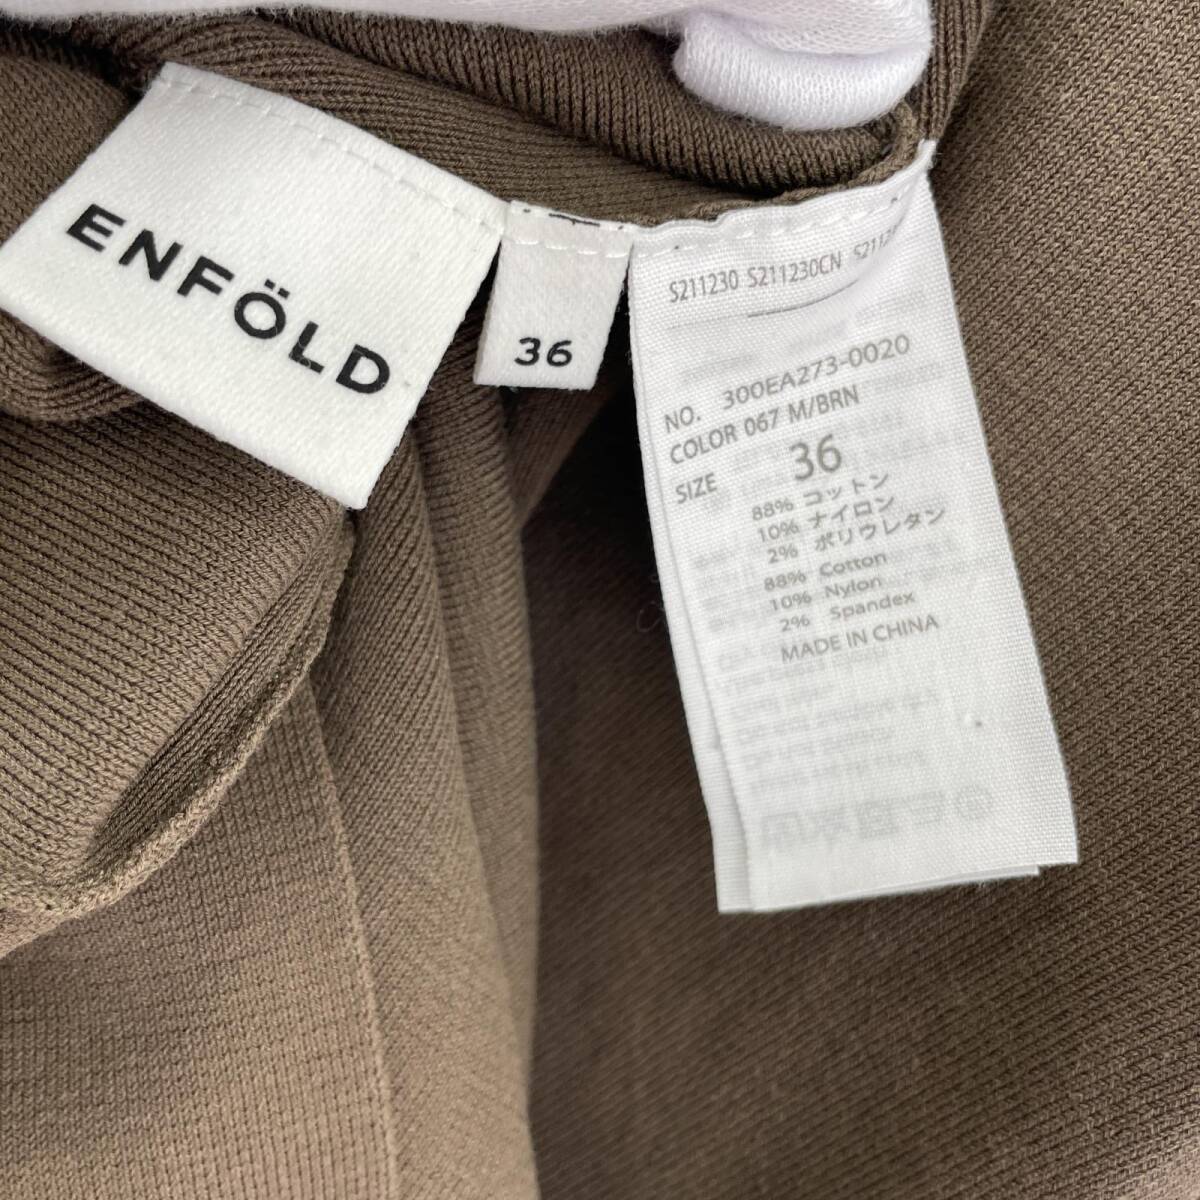 ENFÖLD
36
S211230 S211230CN
NO. 300EA273-0020
COLOR 067 M/BRN
SIZE 36
88% コットン
10% ナイロン
2% ポリウレタン
88% Cotton
10% Nylon
2% Spandex
MADE IN CHINA